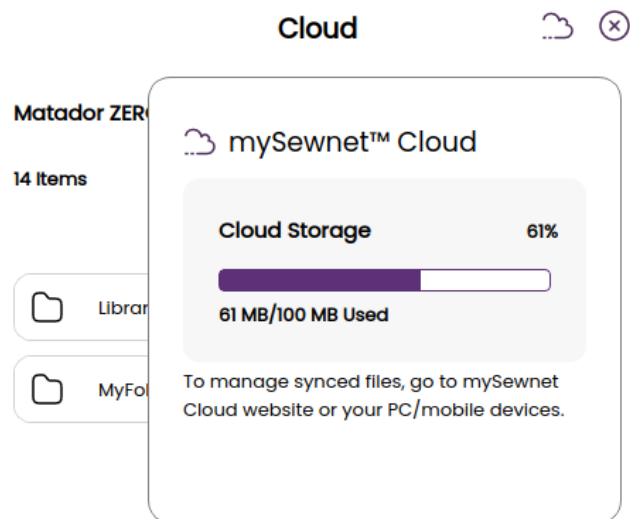 Cloud
Matador ZER
14 Items
mySewnet™ Cloud
Cloud Storage
61%
61 MB/100 MB Used
Librar
MyFol
To manage synced files, go to mySewnet
Cloud website or your PC/mobile devices.